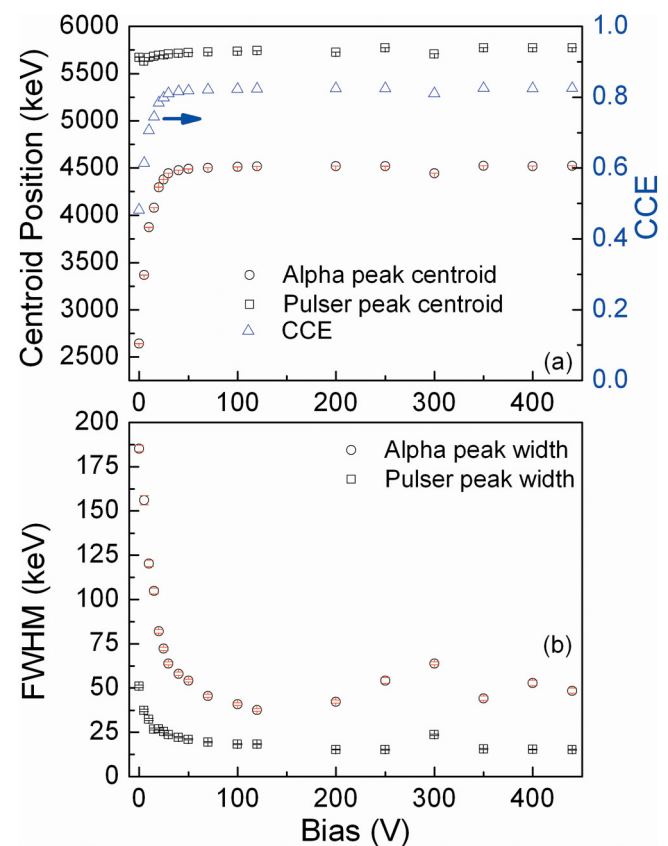 6000
5500
5000
4500
4000
3500
3000
2500
Centroid Position (keV)
1.0
0.8
0.6
0.4
0.2
0.0
CCE
Alpha peak centroid
Pulser peak centroid
CCE
(a)
0 100 200 300 400
200
175
150
125
100
75
50
25
0
FWHM (keV)
Alpha peak width
Pulser peak width
(b)
0 100 200 300 400
Bias (V)